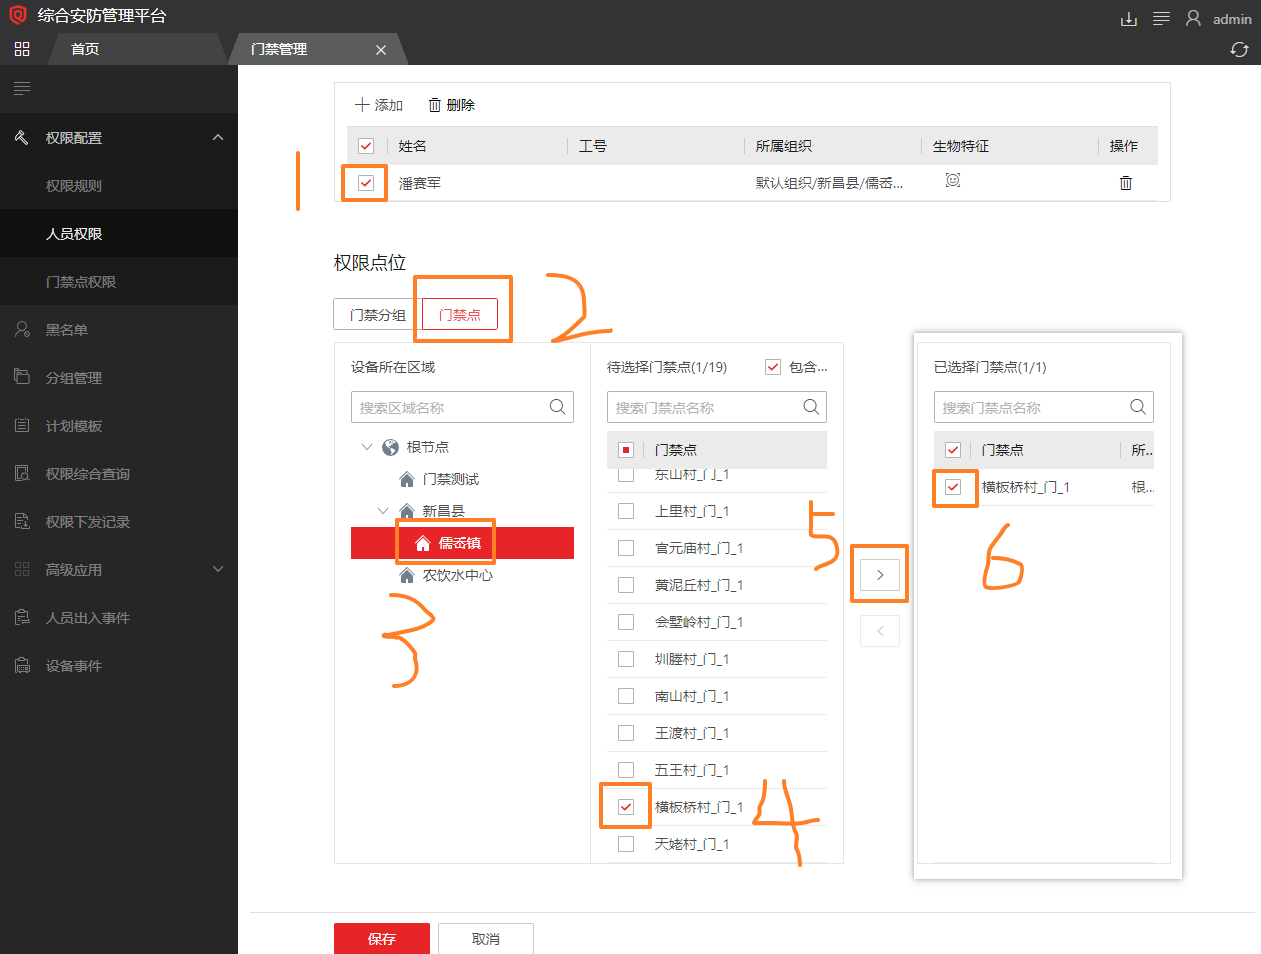 综合安防管理平台
admin
首页
门禁管理
权限配置
权限规则
人员权限
门禁点权限
黑名单
分组管理
计划模板
权限综合查询
权限下发记录
高级应用
人员出入事件
设备事件
添加 删除
姓名 工号 所属组织 生物特征 操作
潘赛军 默认组织/新昌县/儒岙...
1
权限点位
门禁分组 门禁点
2
设备所在区域
搜索区域名称
根节点
门禁测试
新昌县
儒岙镇
农饮水中心
3
待选择门禁点(1/19) 包含...
搜索门禁点名称
门禁点
东山村_门_1
上里村_门_1
官元庙村_门_1
黄泥丘村_门_1
会墅岭村_门_1
圳塍村_门_1
南山村_门_1
王渡村_门_1
五王村_门_1
横板桥村_门_1
天姥村_门_1
4
5
已选择门禁点(1/1)
搜索门禁点名称
门禁点 所..
横板桥村_门_1 根...
6
保存 取消